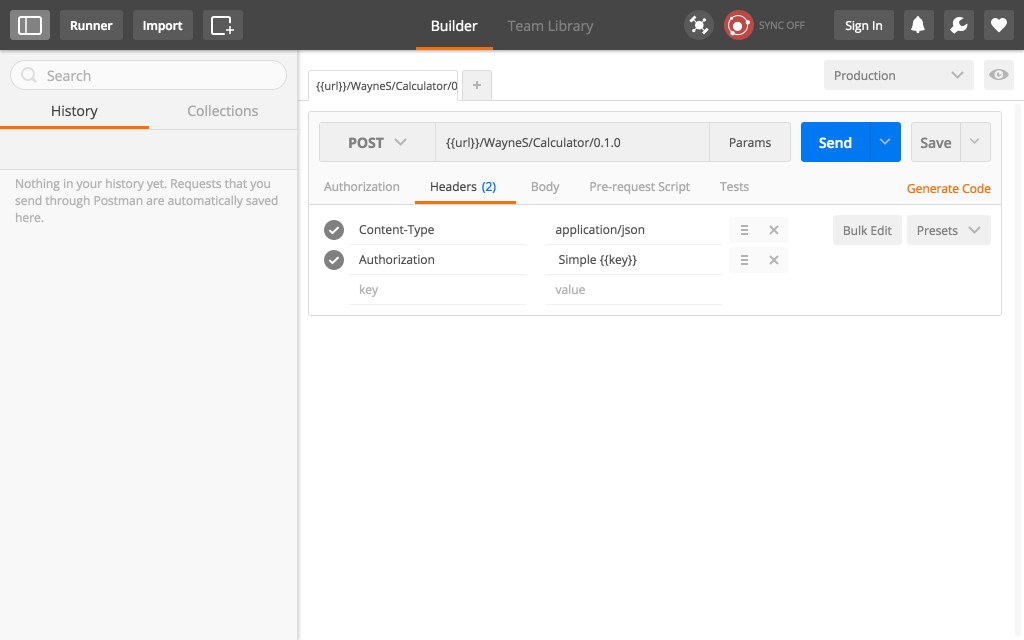 Runner
Import
Builder
Team Library
SYNC OFF
Sign In
Search
History
Collections
Nothing in your history yet. Requests that you
send through Postman are automatically saved
here.
{{url}}/WayneS/Calculator/0
+
Production
POST
{{url}}/WayneS/Calculator/0.1.0
Params
Send
Save
Authorization
Headers (2)
Body
Pre-request Script
Tests
Generate Code
Content-Type
application/json
Bulk Edit
Presets
Authorization
Simple {{key}}
key
value